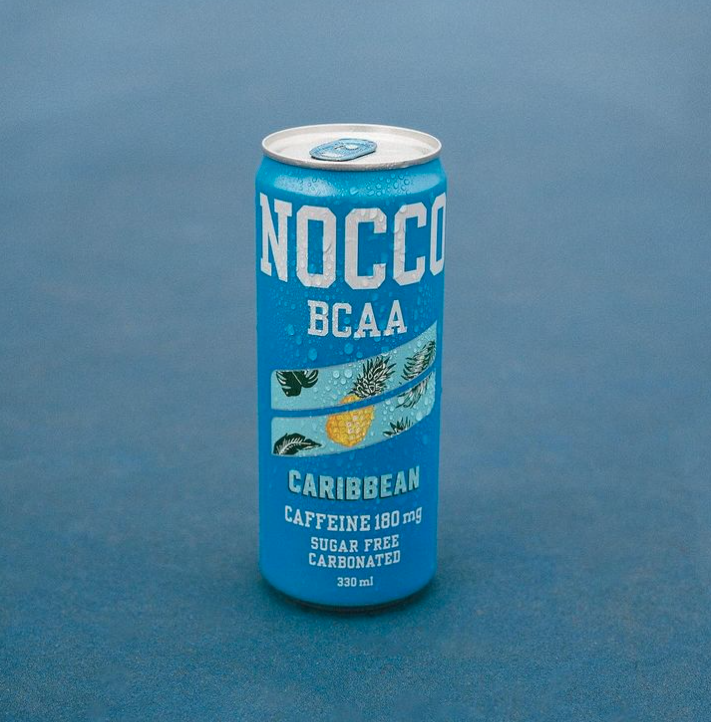 NOCCO
BCAA
CARIBBEAN
CAFFEINE 180 mg
SUGAR FREE
CARBONATED
330 ml